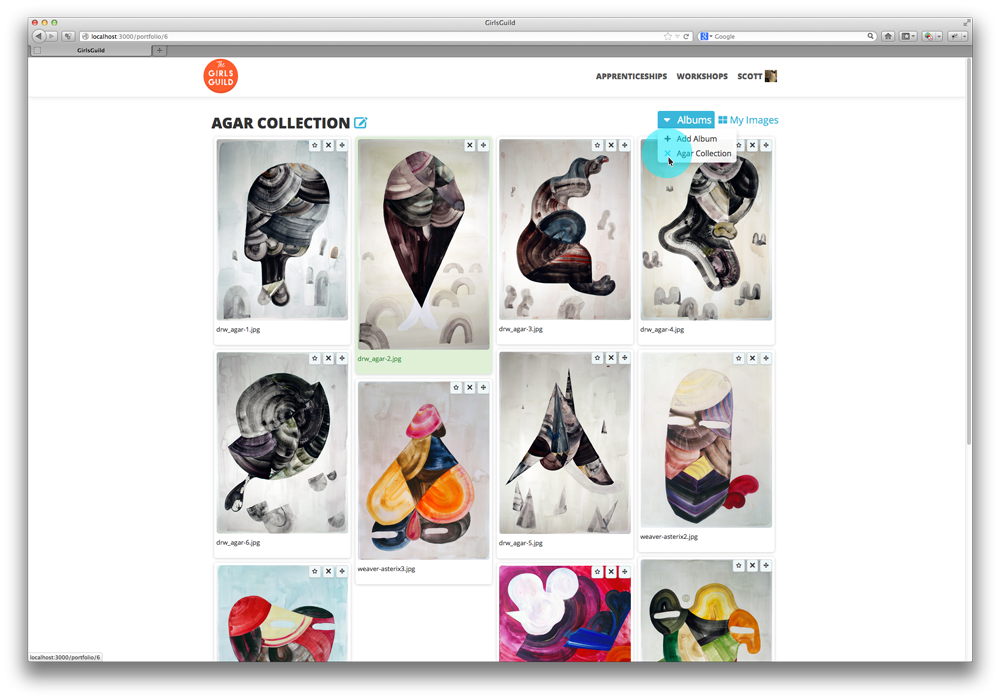 GirlsGuild
localhost:3000/portfolio/6
Google
GirlsGuild
The
GIRLS
GUILD
APPRENTICESHIPS WORKSHOPS SCOTT
AGAR COLLECTION
Albums My Images
Add Album
Agar Collection
drw_agar-1.jpg
drw_agar-2.jpg
drw_agar-3.jpg
drw_agar-4.jpg
drw_agar-6.jpg
weaver-asterix3.jpg
drw_agar-5.jpg
weaver-asterix2.jpg
localhost:3000/portfolio/6